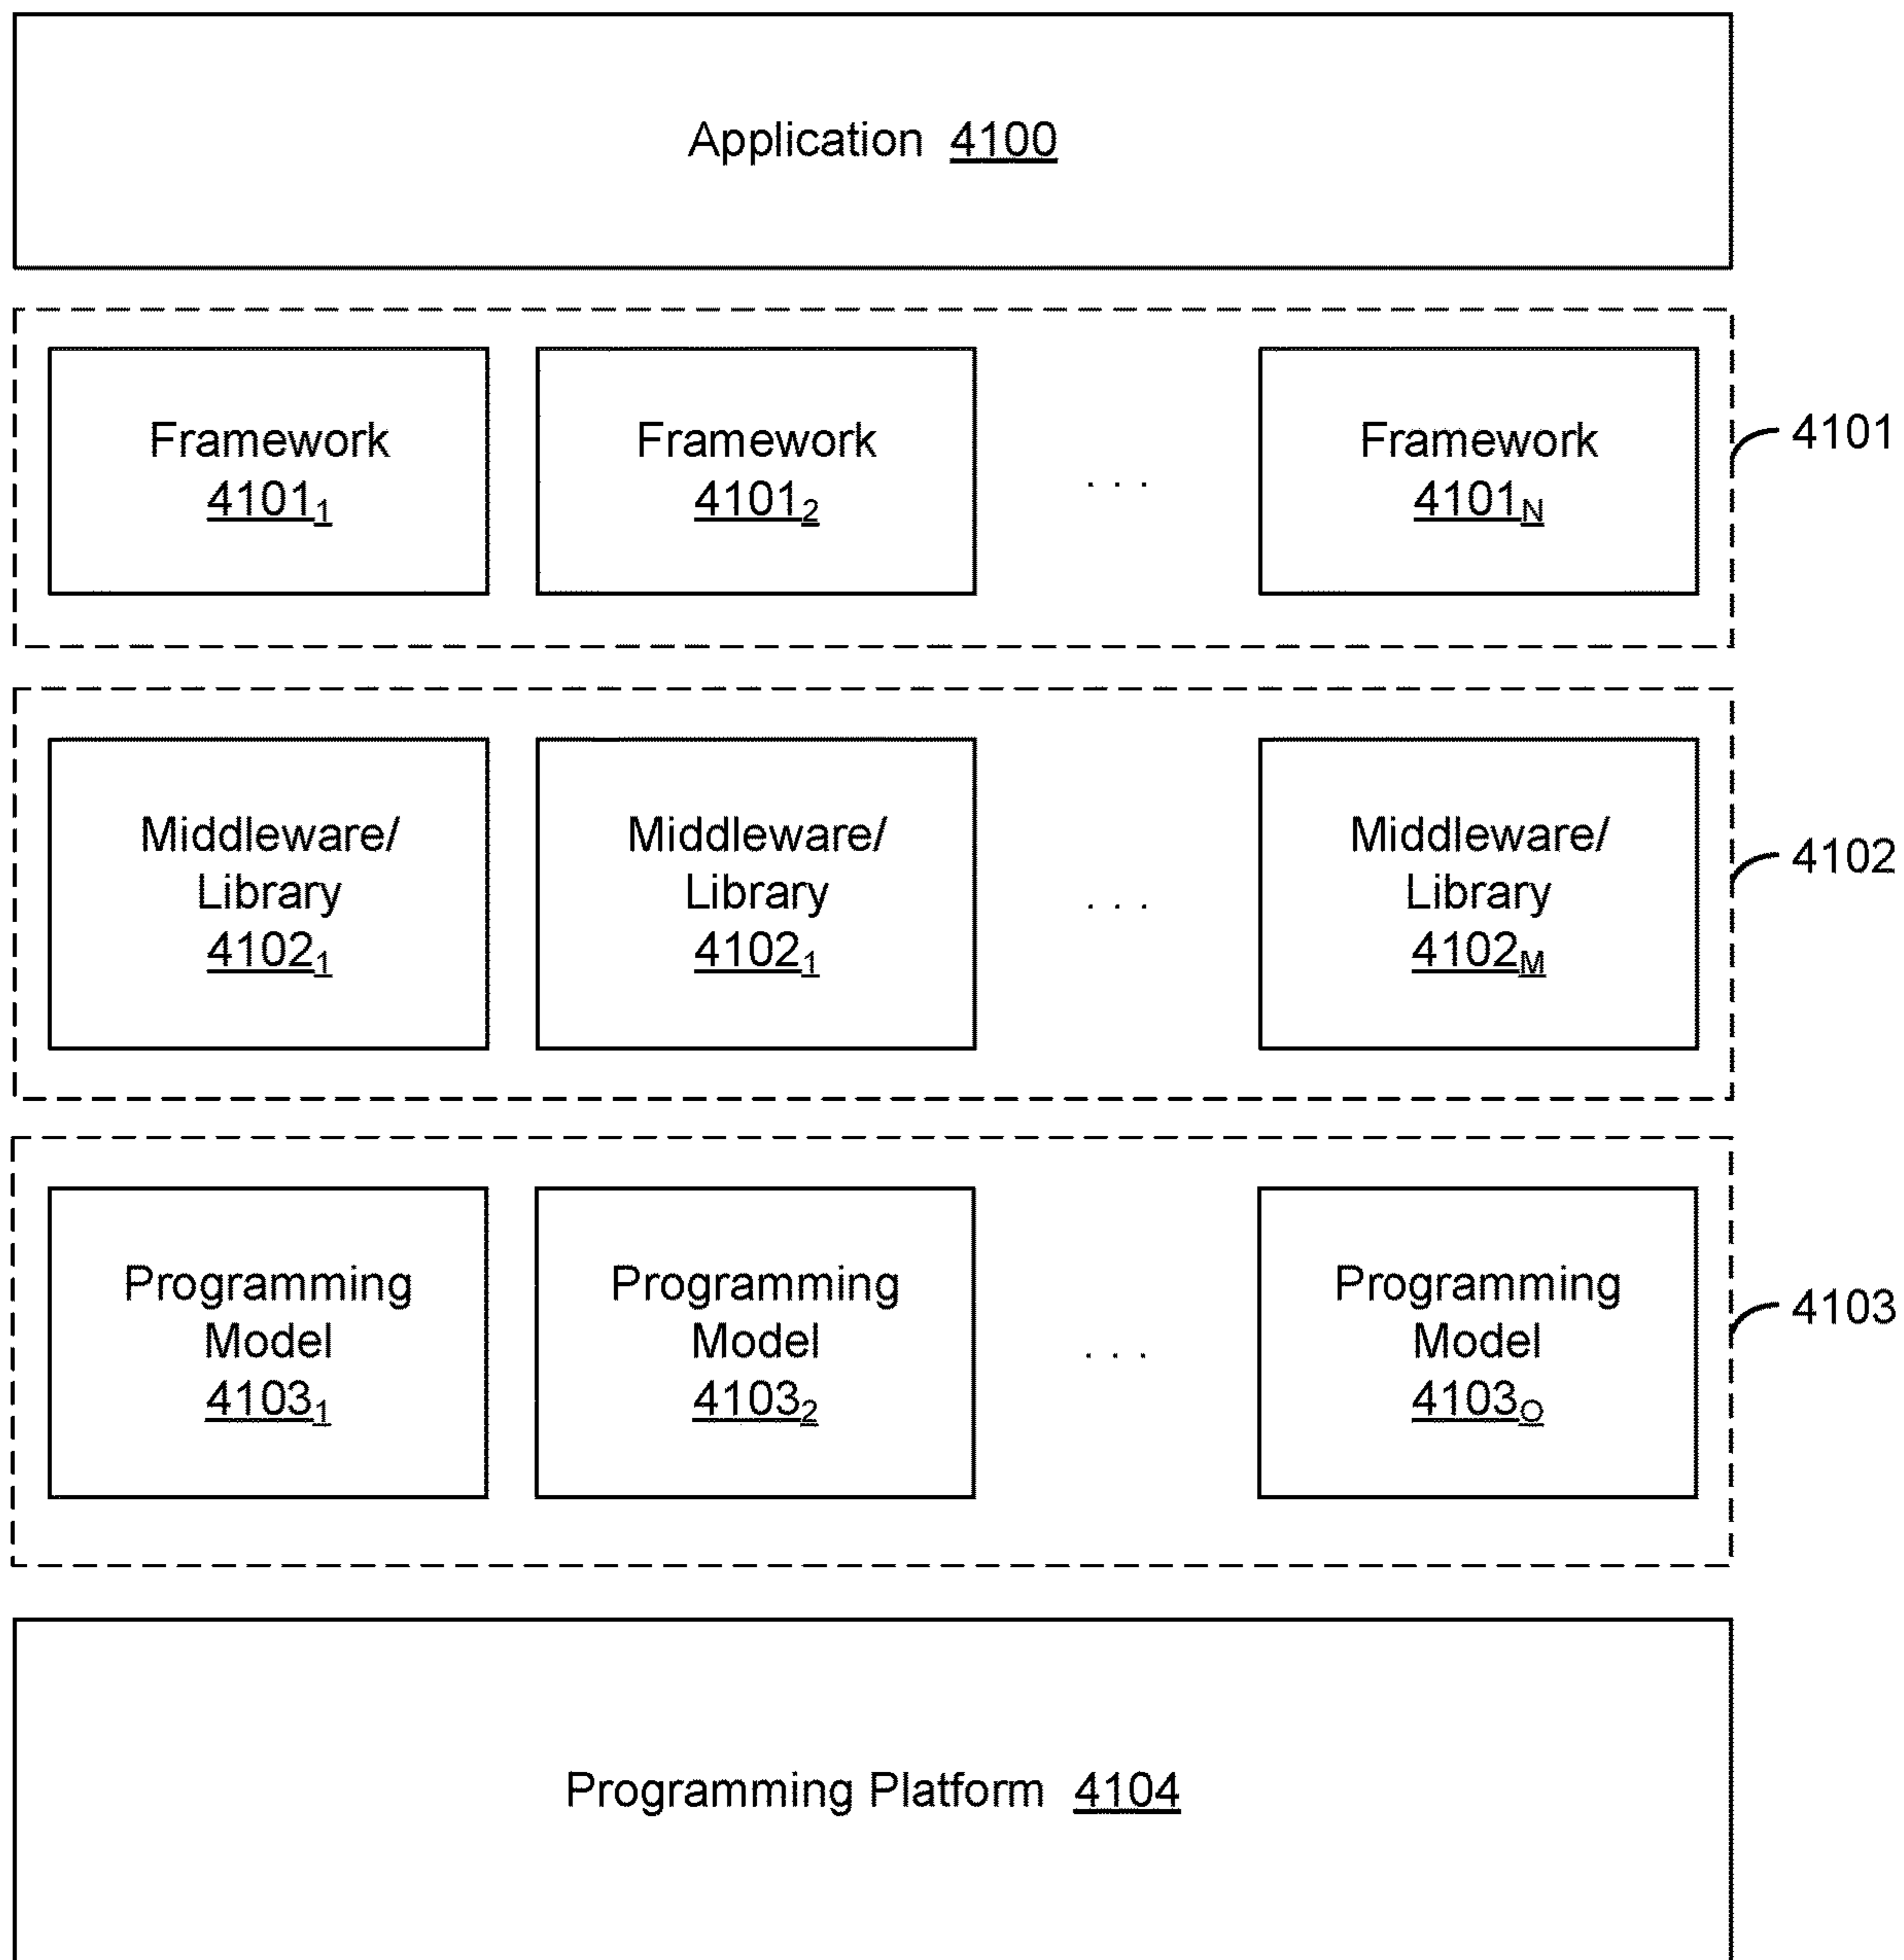 Application 4100
Framework
4101₁
Framework
4101₂
. . .
Framework
4101N
4101
Middleware/
Library
4102₁
Middleware/
Library
4102₁
. . .
Middleware/
Library
4102M
4102
Programming
Model
4103₁
Programming
Model
4103₂
. . .
Programming
Model
4103O
4103
Programming Platform 4104